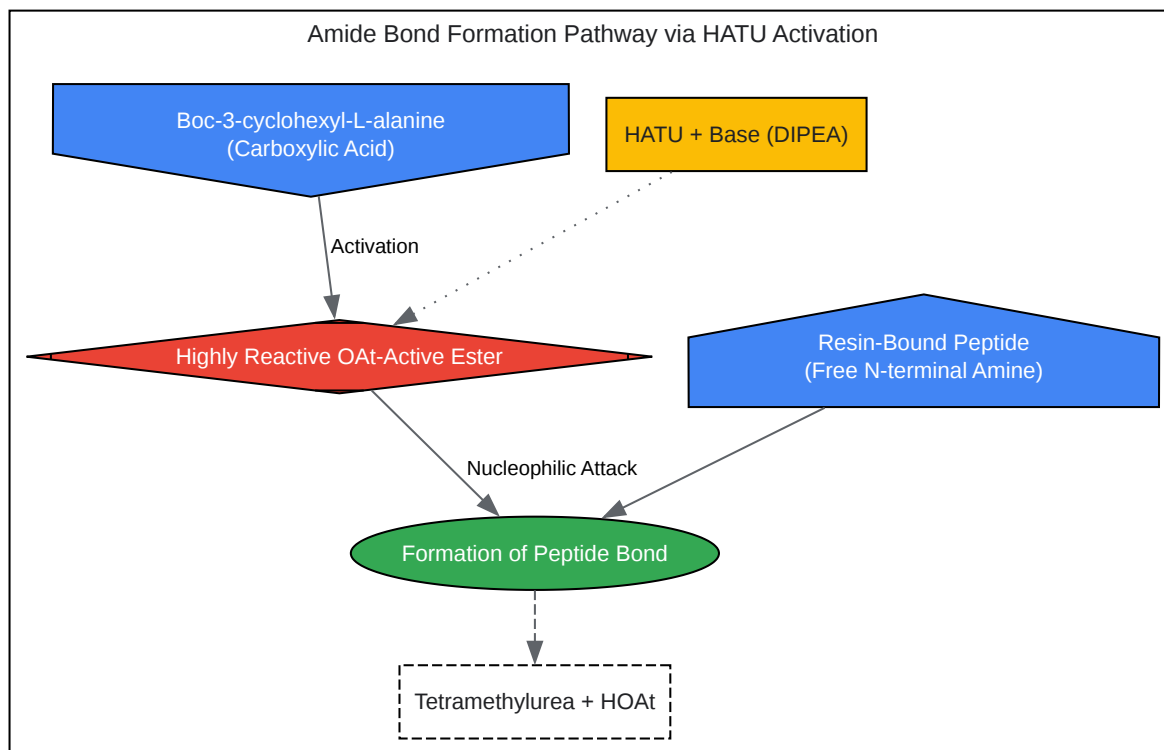 Amide Bond Formation Pathway via HATU Activation
Boc-3-cyclohexyl-L-alanine
(Carboxylic Acid)
HATU + Base (DIPEA)
Activation
Highly Reactive OAt-Active Ester
Resin-Bound Peptide
(Free N-terminal Amine)
Nucleophilic Attack
Formation of Peptide Bond
Tetramethylurea + HOAt